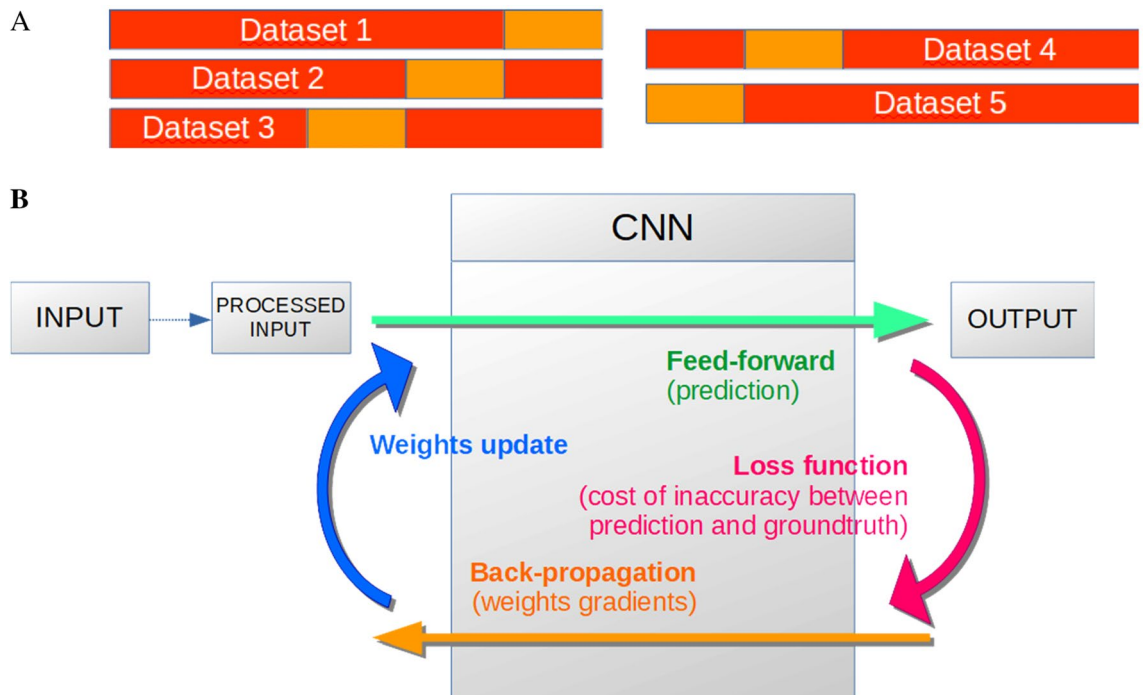 A
Dataset 1
Dataset 2
Dataset 3
Dataset 4
Dataset 5
B
CNN
INPUT
PROCESSED
INPUT
OUTPUT
Feed-forward
(prediction)
Weights update
Loss function
(cost of inaccuracy between
prediction and groundtruth)
Back-propagation
(weights gradients)